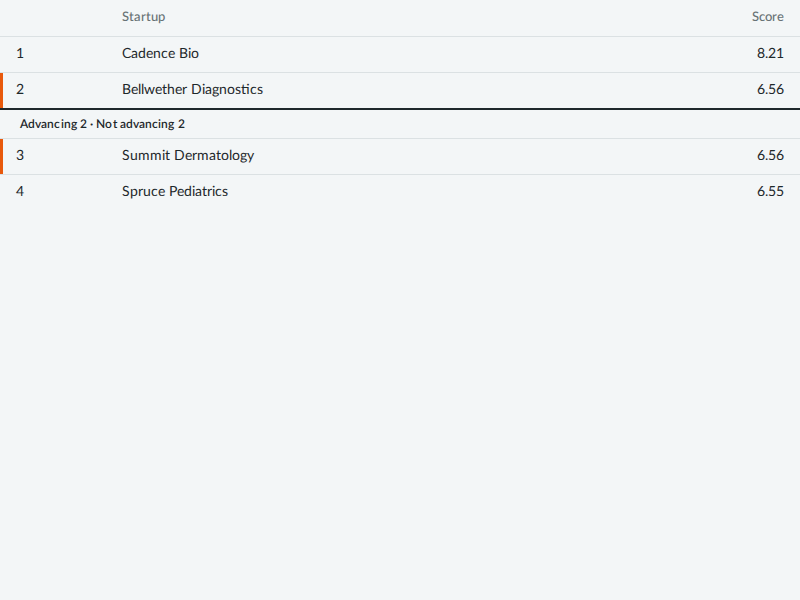 Startup Score
1 Cadence Bio 8.21
2 Bellwether Diagnostics 6.56
Advancing 2 · Not advancing 2
3 Summit Dermatology 6.56
4 Spruce Pediatrics 6.55